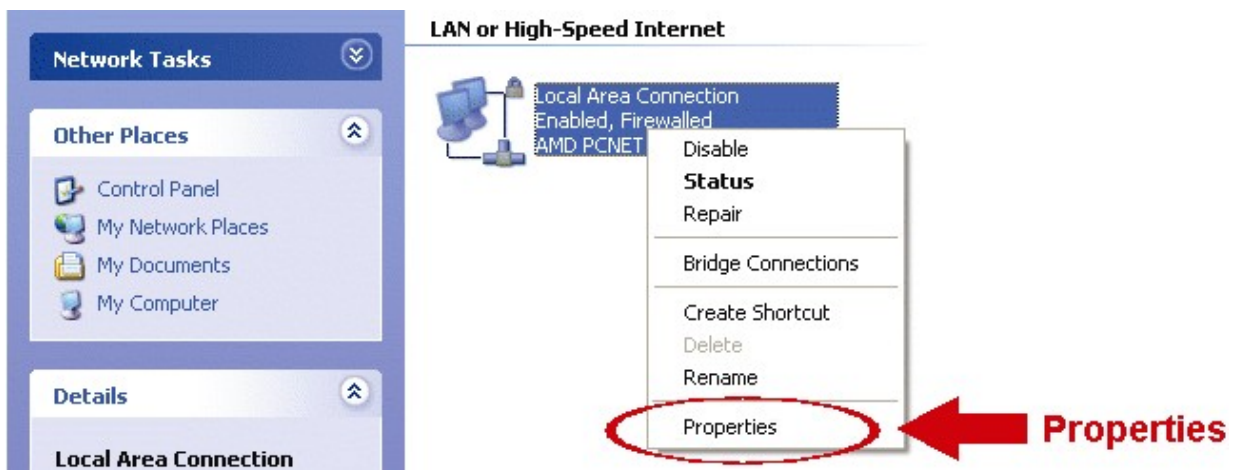 Network Tasks
Other Places
Control Panel
My Network Places
My Documents
My Computer
Details
Local Area Connection
LAN or High-Speed Internet
Local Area Connection
Enabled, Firewalled
AMD PCNET
Disable
Status
Repair
Bridge Connections
Create Shortcut
Delete
Rename
Properties
Properties